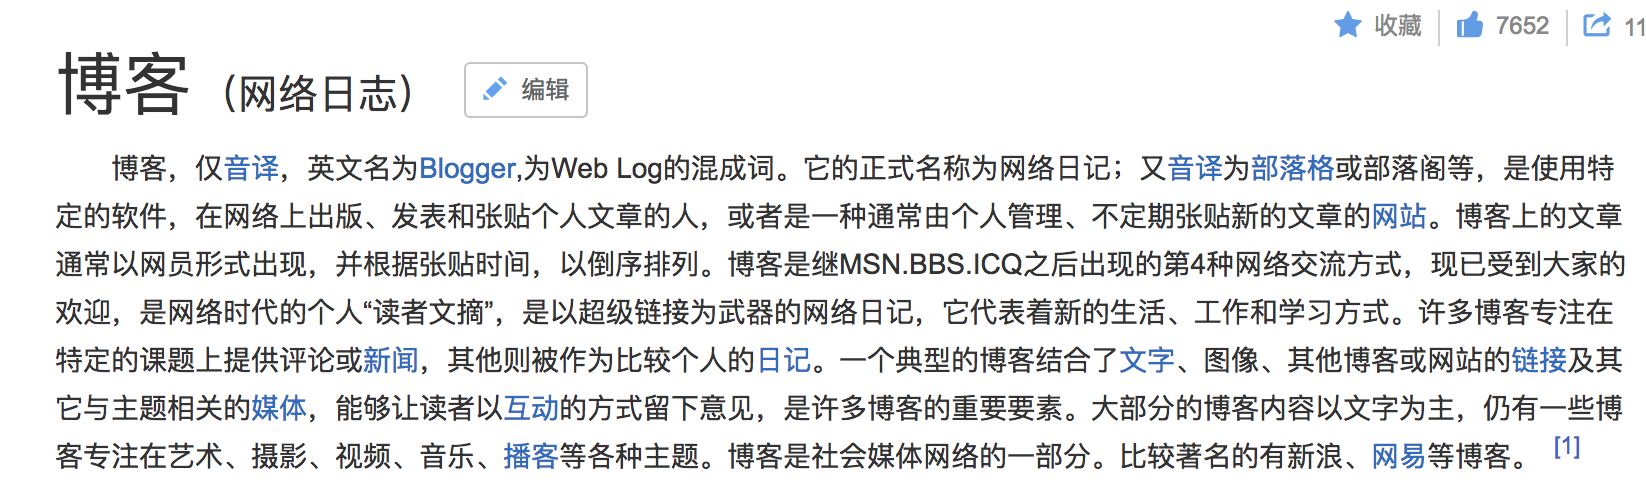 收藏 7652 11
博客（网络日志） 编辑
博客，仅音译，英文名为Blogger,为Web Log的混成词。它的正式名称为网络日记；又音译为部落格或部落阁等，是使用特
定的软件，在网络上出版、发表和张贴个人文章的人，或者是一种通常由个人管理、不定期张贴新的文章的网站。博客上的文章
通常以网员形式出现，并根据张贴时间，以倒序排列。博客是继MSN.BBS.ICQ之后出现的第4种网络交流方式，现已受到大家的
欢迎，是网络时代的个人“读者文摘”，是以超级链接为武器的网络日记，它代表着新的生活、工作和学习方式。许多博客专注在
特定的课题上提供评论或新闻，其他则被作为比较个人的日记。一个典型的博客结合了文字、图像、其他博客或网站的链接及其
它与主题相关的媒体，能够让读者以互动的方式留下意见，是许多博客的重要要素。大部分的博客内容以文字为主，仍有一些博
客专注在艺术、摄影、视频、音乐、播客等各种主题。博客是社会媒体网络的一部分。比较著名的有新浪、网易等博客。 [1]